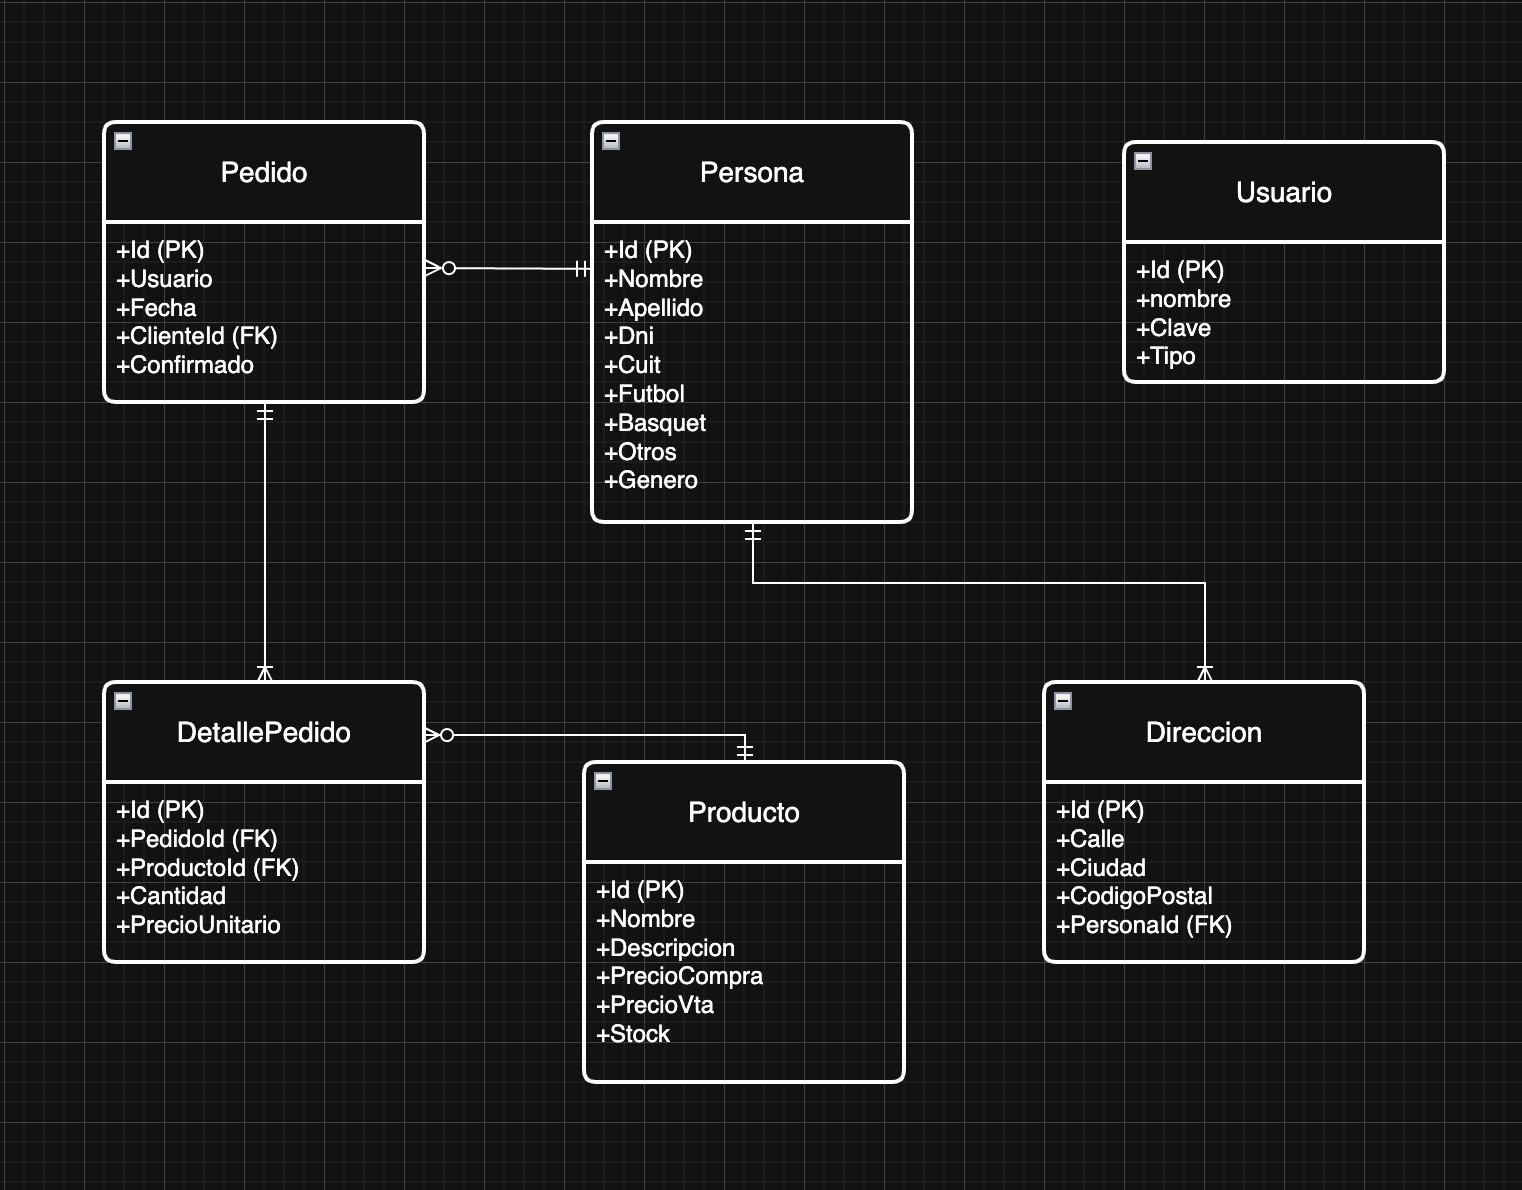 Pedido
+Id (PK)
+Usuario
+Fecha
+ClienteId (FK)
+Confirmado
Persona
+Id (PK)
+Nombre
+Apellido
+Dni
+Cuit
+Futbol
+Basquet
+Otros
+Genero
Usuario
+Id (PK)
+nombre
+Clave
+Tipo
DetallePedido
+Id (PK)
+PedidoId (FK)
+ProductoId (FK)
+Cantidad
+PrecioUnitario
Producto
+Id (PK)
+Nombre
+Descripcion
+PrecioCompra
+PrecioVta
+Stock
Direccion
+Id (PK)
+Calle
+Ciudad
+CodigoPostal
+PersonaId (FK)